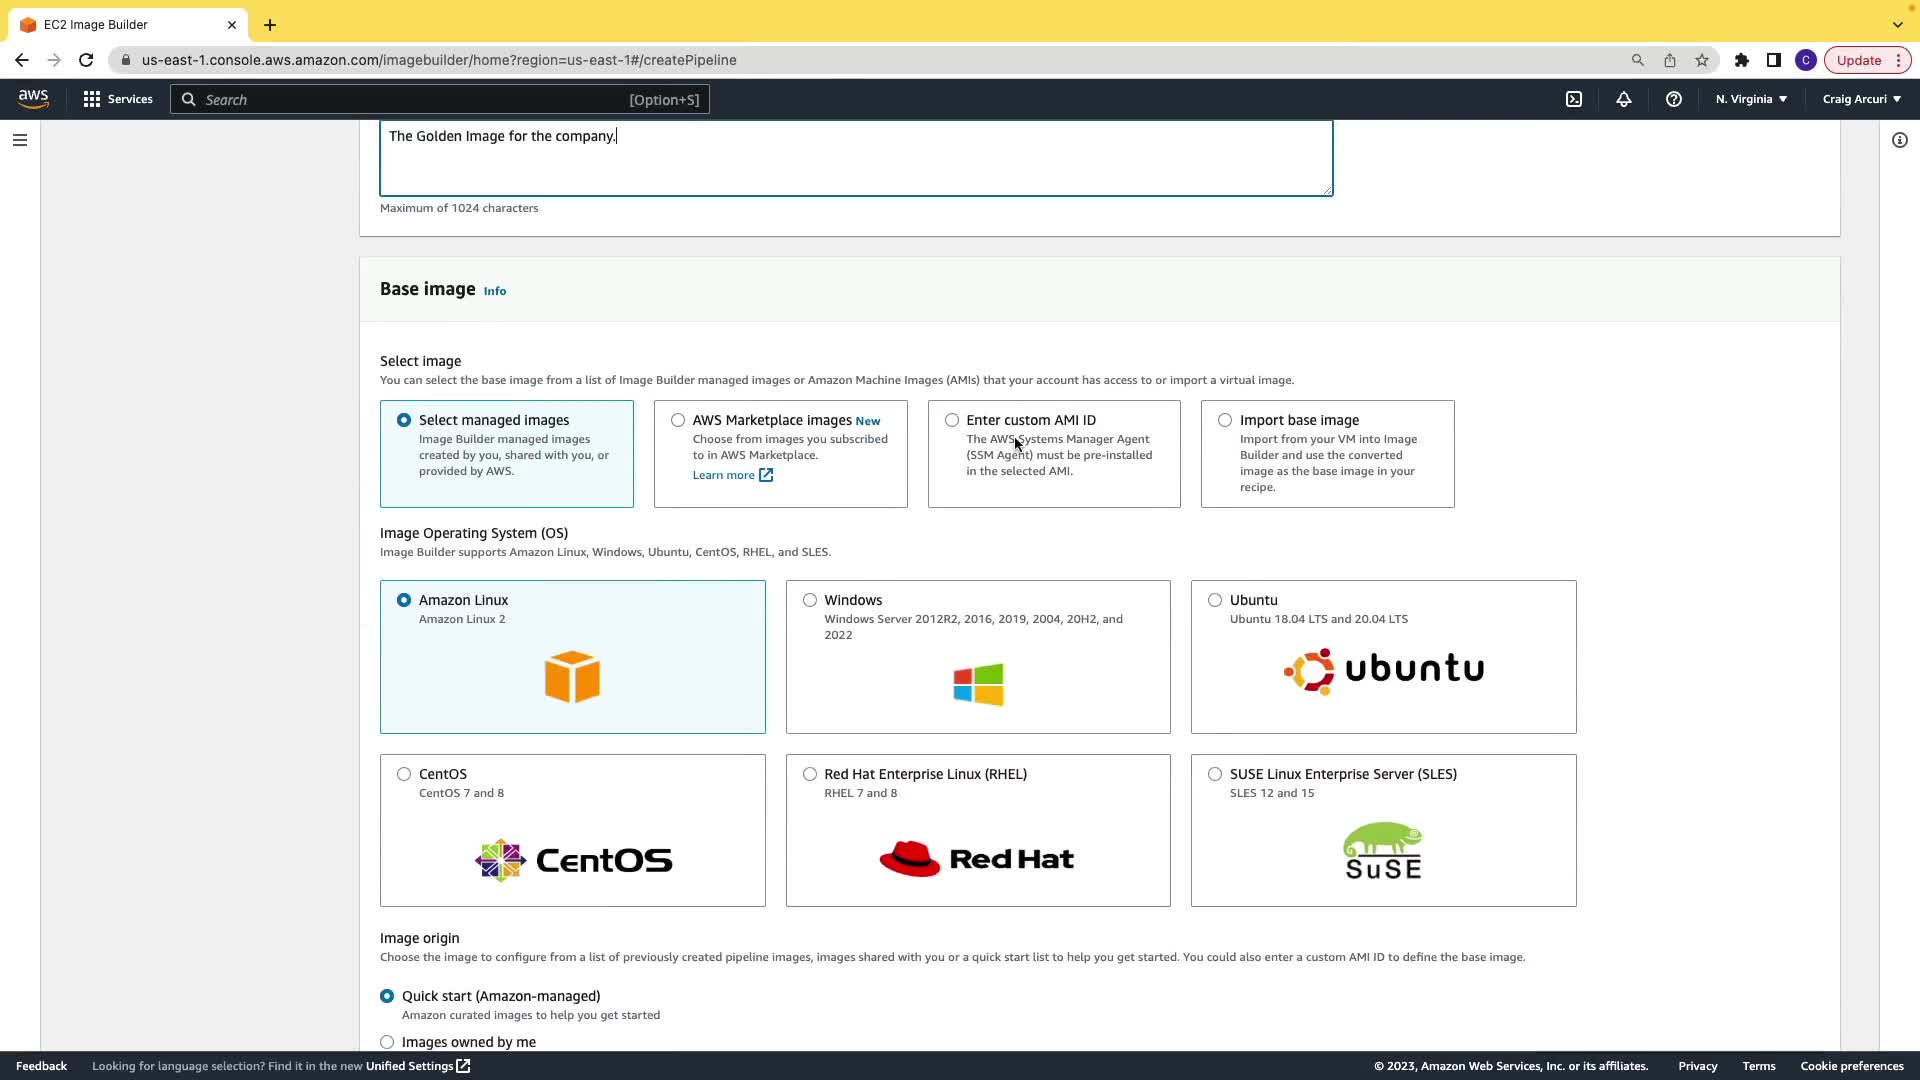 EC2 Image Builder
us-east-1.console.aws.amazon.com/imagebuilder/home?region=us-east-1#/createPipeline
C
Update
aws
Services
Search
[Option+S]
N. Virginia
Craig Arcuri
The Golden Image for the company.
Maximum of 1024 characters
Base image Info
Select image
You can select the base image from a list of Image Builder managed images or Amazon Machine Images (AMIs) that your account has access to or import a virtual image.
Select managed images
Image Builder managed images
created by you, shared with you, or
provided by AWS.
AWS Marketplace images New
Choose from images you subscribed
to in AWS Marketplace.
Learn more
Enter custom AMI ID
The AWS Systems Manager Agent
(SSM Agent) must be pre-installed
in the selected AMI.
Import base image
Import from your VM into Image
Builder and use the converted
image as the base image in your
recipe.
Image Operating System (OS)
Image Builder supports Amazon Linux, Windows, Ubuntu, CentOS, RHEL, and SLES.
Amazon Linux
Amazon Linux 2
Windows
Windows Server 2012R2, 2016, 2019, 2004, 20H2, and
2022
Ubuntu
Ubuntu 18.04 LTS and 20.04 LTS
ubuntu
CentOS
CentOS 7 and 8
CentOS
Red Hat Enterprise Linux (RHEL)
RHEL 7 and 8
Red Hat
SUSE Linux Enterprise Server (SLES)
SLES 12 and 15
SuSE
Image origin
Choose the image to configure from a list of previously created pipeline images, images shared with you or a quick start list to help you get started. You could also enter a custom AMI ID to define the base image.
Quick start (Amazon-managed)
Amazon curated images to help you get started
Images owned by me
Feedback
Looking for language selection? Find it in the new Unified Settings
© 2023, Amazon Web Services, Inc. or its affiliates.
Privacy
Terms
Cookie preferences